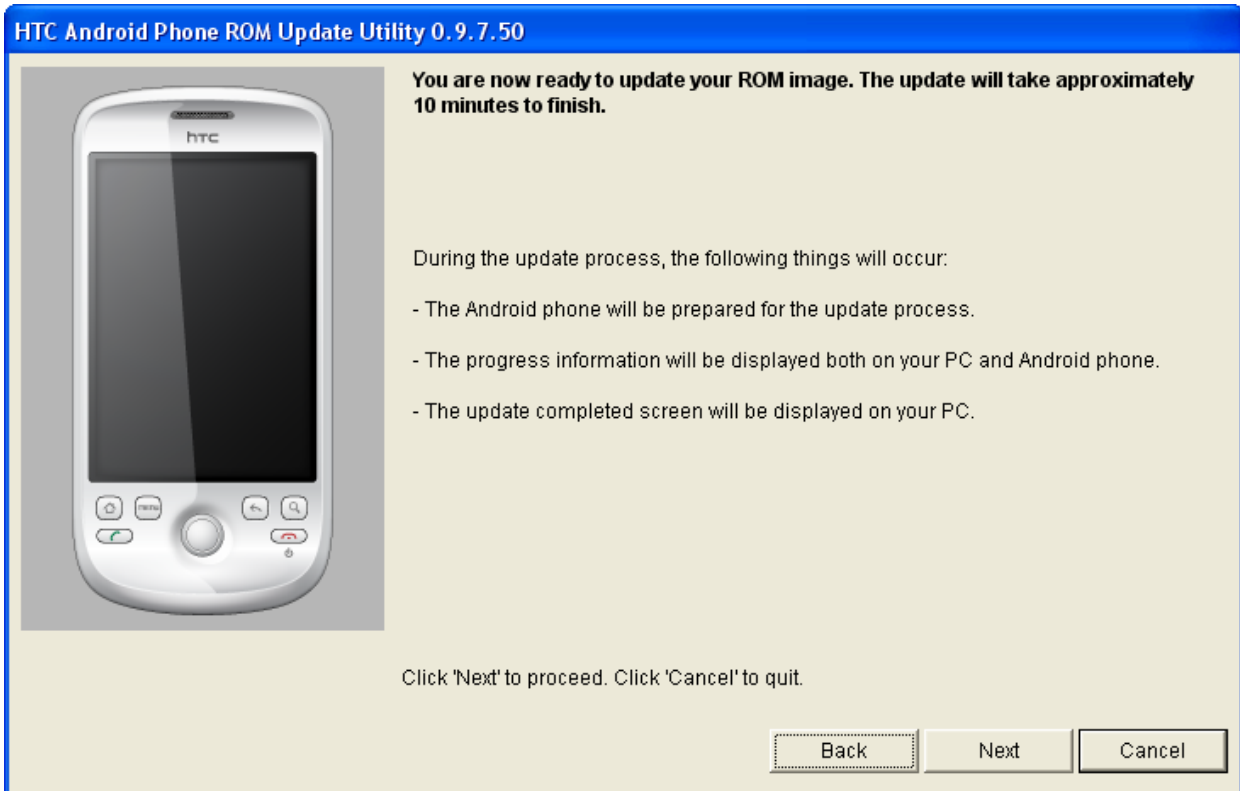 HTC Android Phone ROM Update Utility 0.9.7.50
You are now ready to update your ROM image. The update will take approximately
10 minutes to finish.
hTC
During the update process, the following things will occur:
- The Android phone will be prepared for the update process.
- The progress information will be displayed both on your PC and Android phone.
- The update completed screen will be displayed on your PC.
menu
Click 'Next' to proceed. Click 'Cancel' to quit.
Back
Next
Cancel